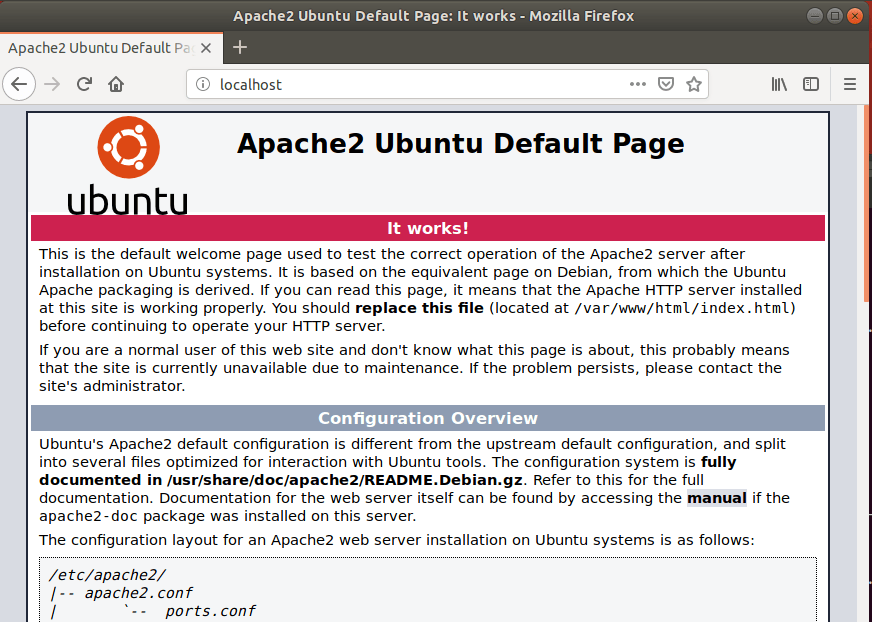 Apache2 Ubuntu Default Page: It works - Mozilla Firefox
Apache2 Ubuntu Default Pa
localhost
ubuntu
Apache2 Ubuntu Default Page
It works!
This is the default welcome page used to test the correct operation of the Apache2 server after
installation on Ubuntu systems. It is based on the equivalent page on Debian, from which the Ubuntu
Apache packaging is derived. If you can read this page, it means that the Apache HTTP server installed
at this site is working properly. You should replace this file (located at /var/www/html/index.html)
before continuing to operate your HTTP server.
If you are a normal user of this web site and don't know what this page is about, this probably means
that the site is currently unavailable due to maintenance. If the problem persists, please contact the
site's administrator.
Configuration Overview
Ubuntu's Apache2 default configuration is different from the upstream default configuration, and split
into several files optimized for interaction with Ubuntu tools. The configuration system is fully
documented in /usr/share/doc/apache2/README.Debian.gz. Refer to this for the full
documentation. Documentation for the web server itself can be found by accessing the manual if the
apache2-doc package was installed on this server.
The configuration layout for an Apache2 web server installation on Ubuntu systems is as follows:
/etc/apache2/
|-- apache2.conf
|       `--  ports.conf